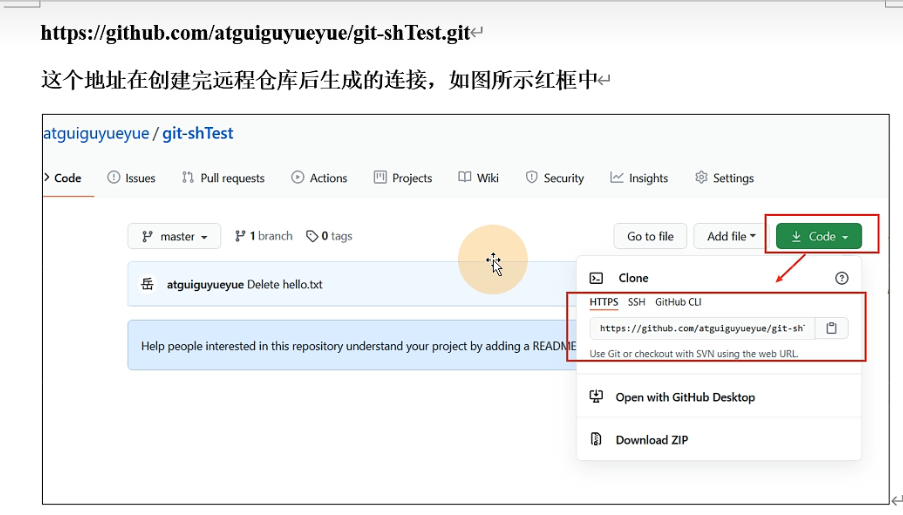 https://github.com/atguiguyueyue/git-shTest.git
这个地址在创建完远程仓库后生成的连接，如图所示红框中
atguiguyueyue / git-shTest
Code Issues Pull requests Actions Projects Wiki Security Insights Settings
master 1 branch 0 tags Go to file Add file Code
岳 atguiguyueyue Delete hello.txt
Help people interested in this repository understand your project by adding a README
Clone
HTTPS SSH GitHub CLI
https://github.com/atguiguyueyue/git-shT
Use Git or checkout with SVN using the web URL.
Open with GitHub Desktop
Download ZIP